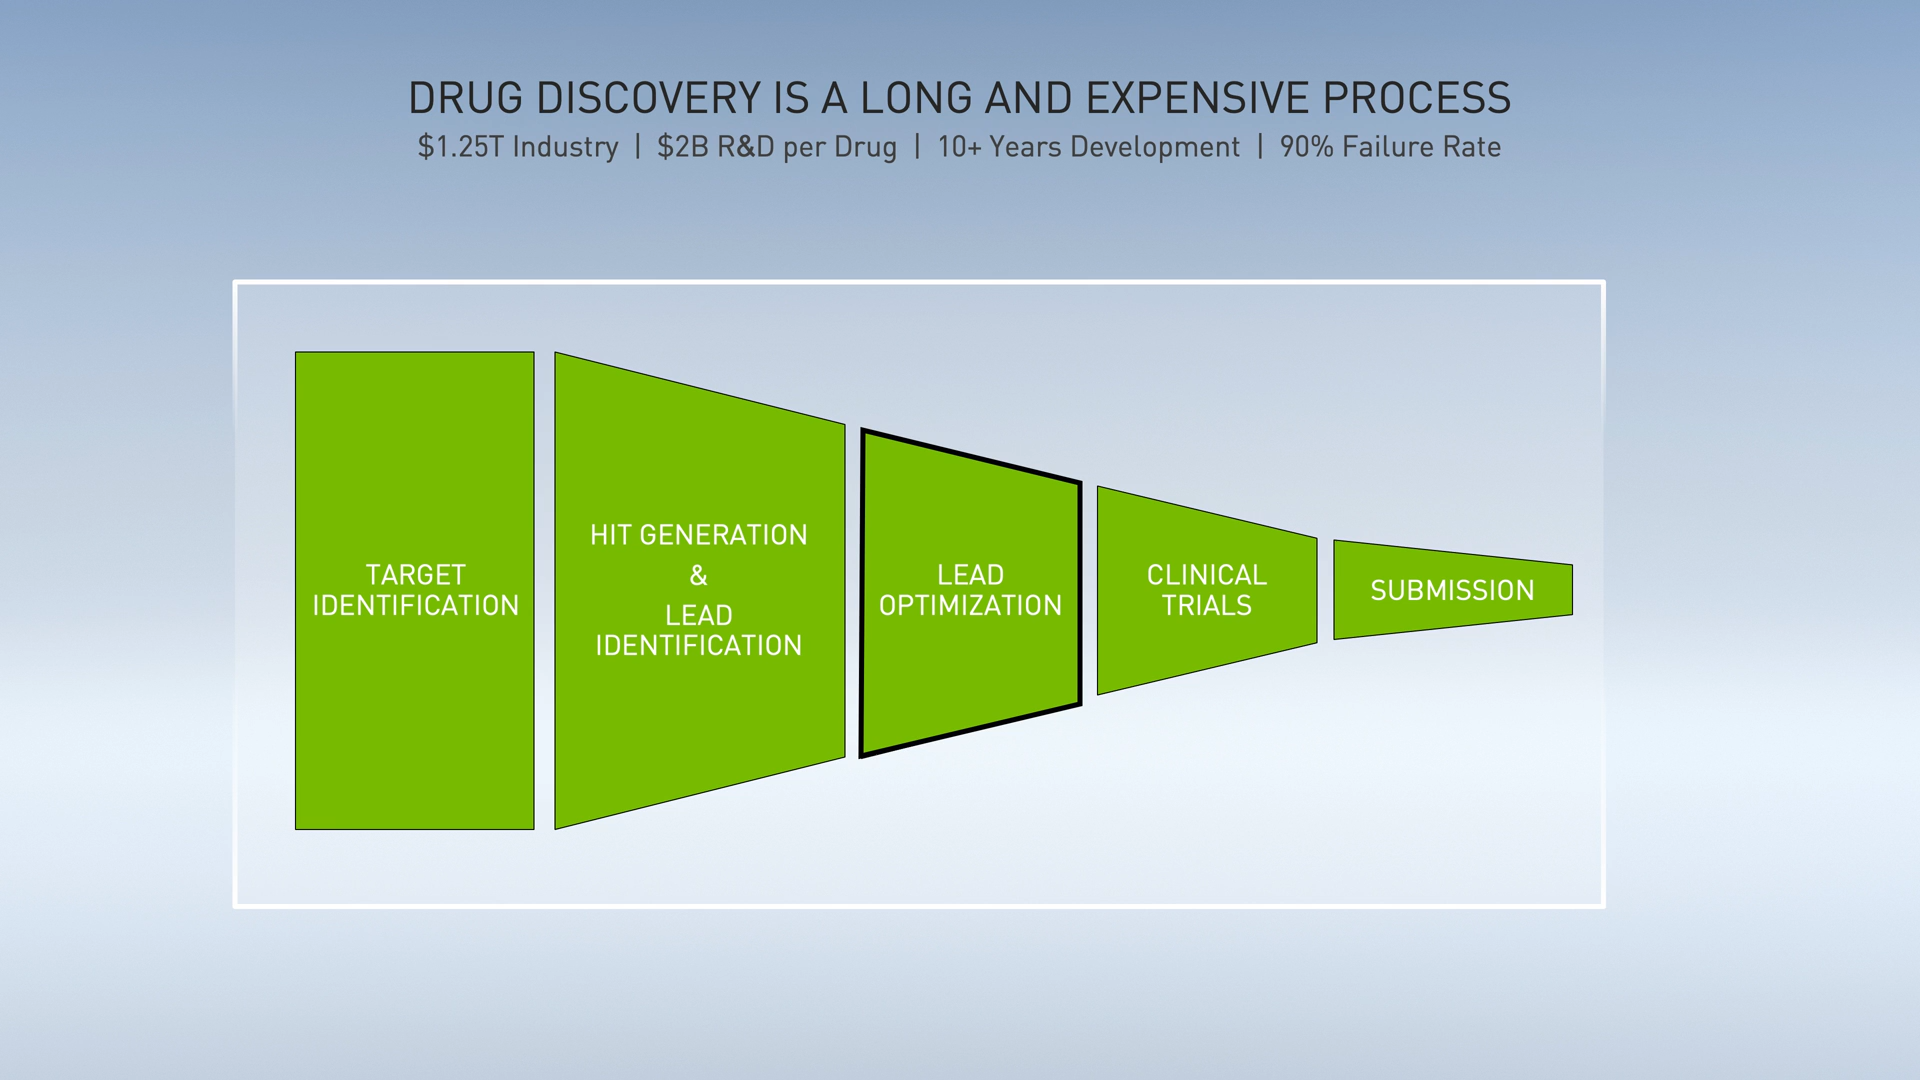 DRUG DISCOVERY IS A LONG AND EXPENSIVE PROCESS
$1.25T Industry | $2B R&D per Drug | 10+ Years Development | 90% Failure Rate
TARGET
IDENTIFICATION
HIT GENERATION
&
LEAD
IDENTIFICATION
LEAD
OPTIMIZATION
CLINICAL
TRIALS
SUBMISSION